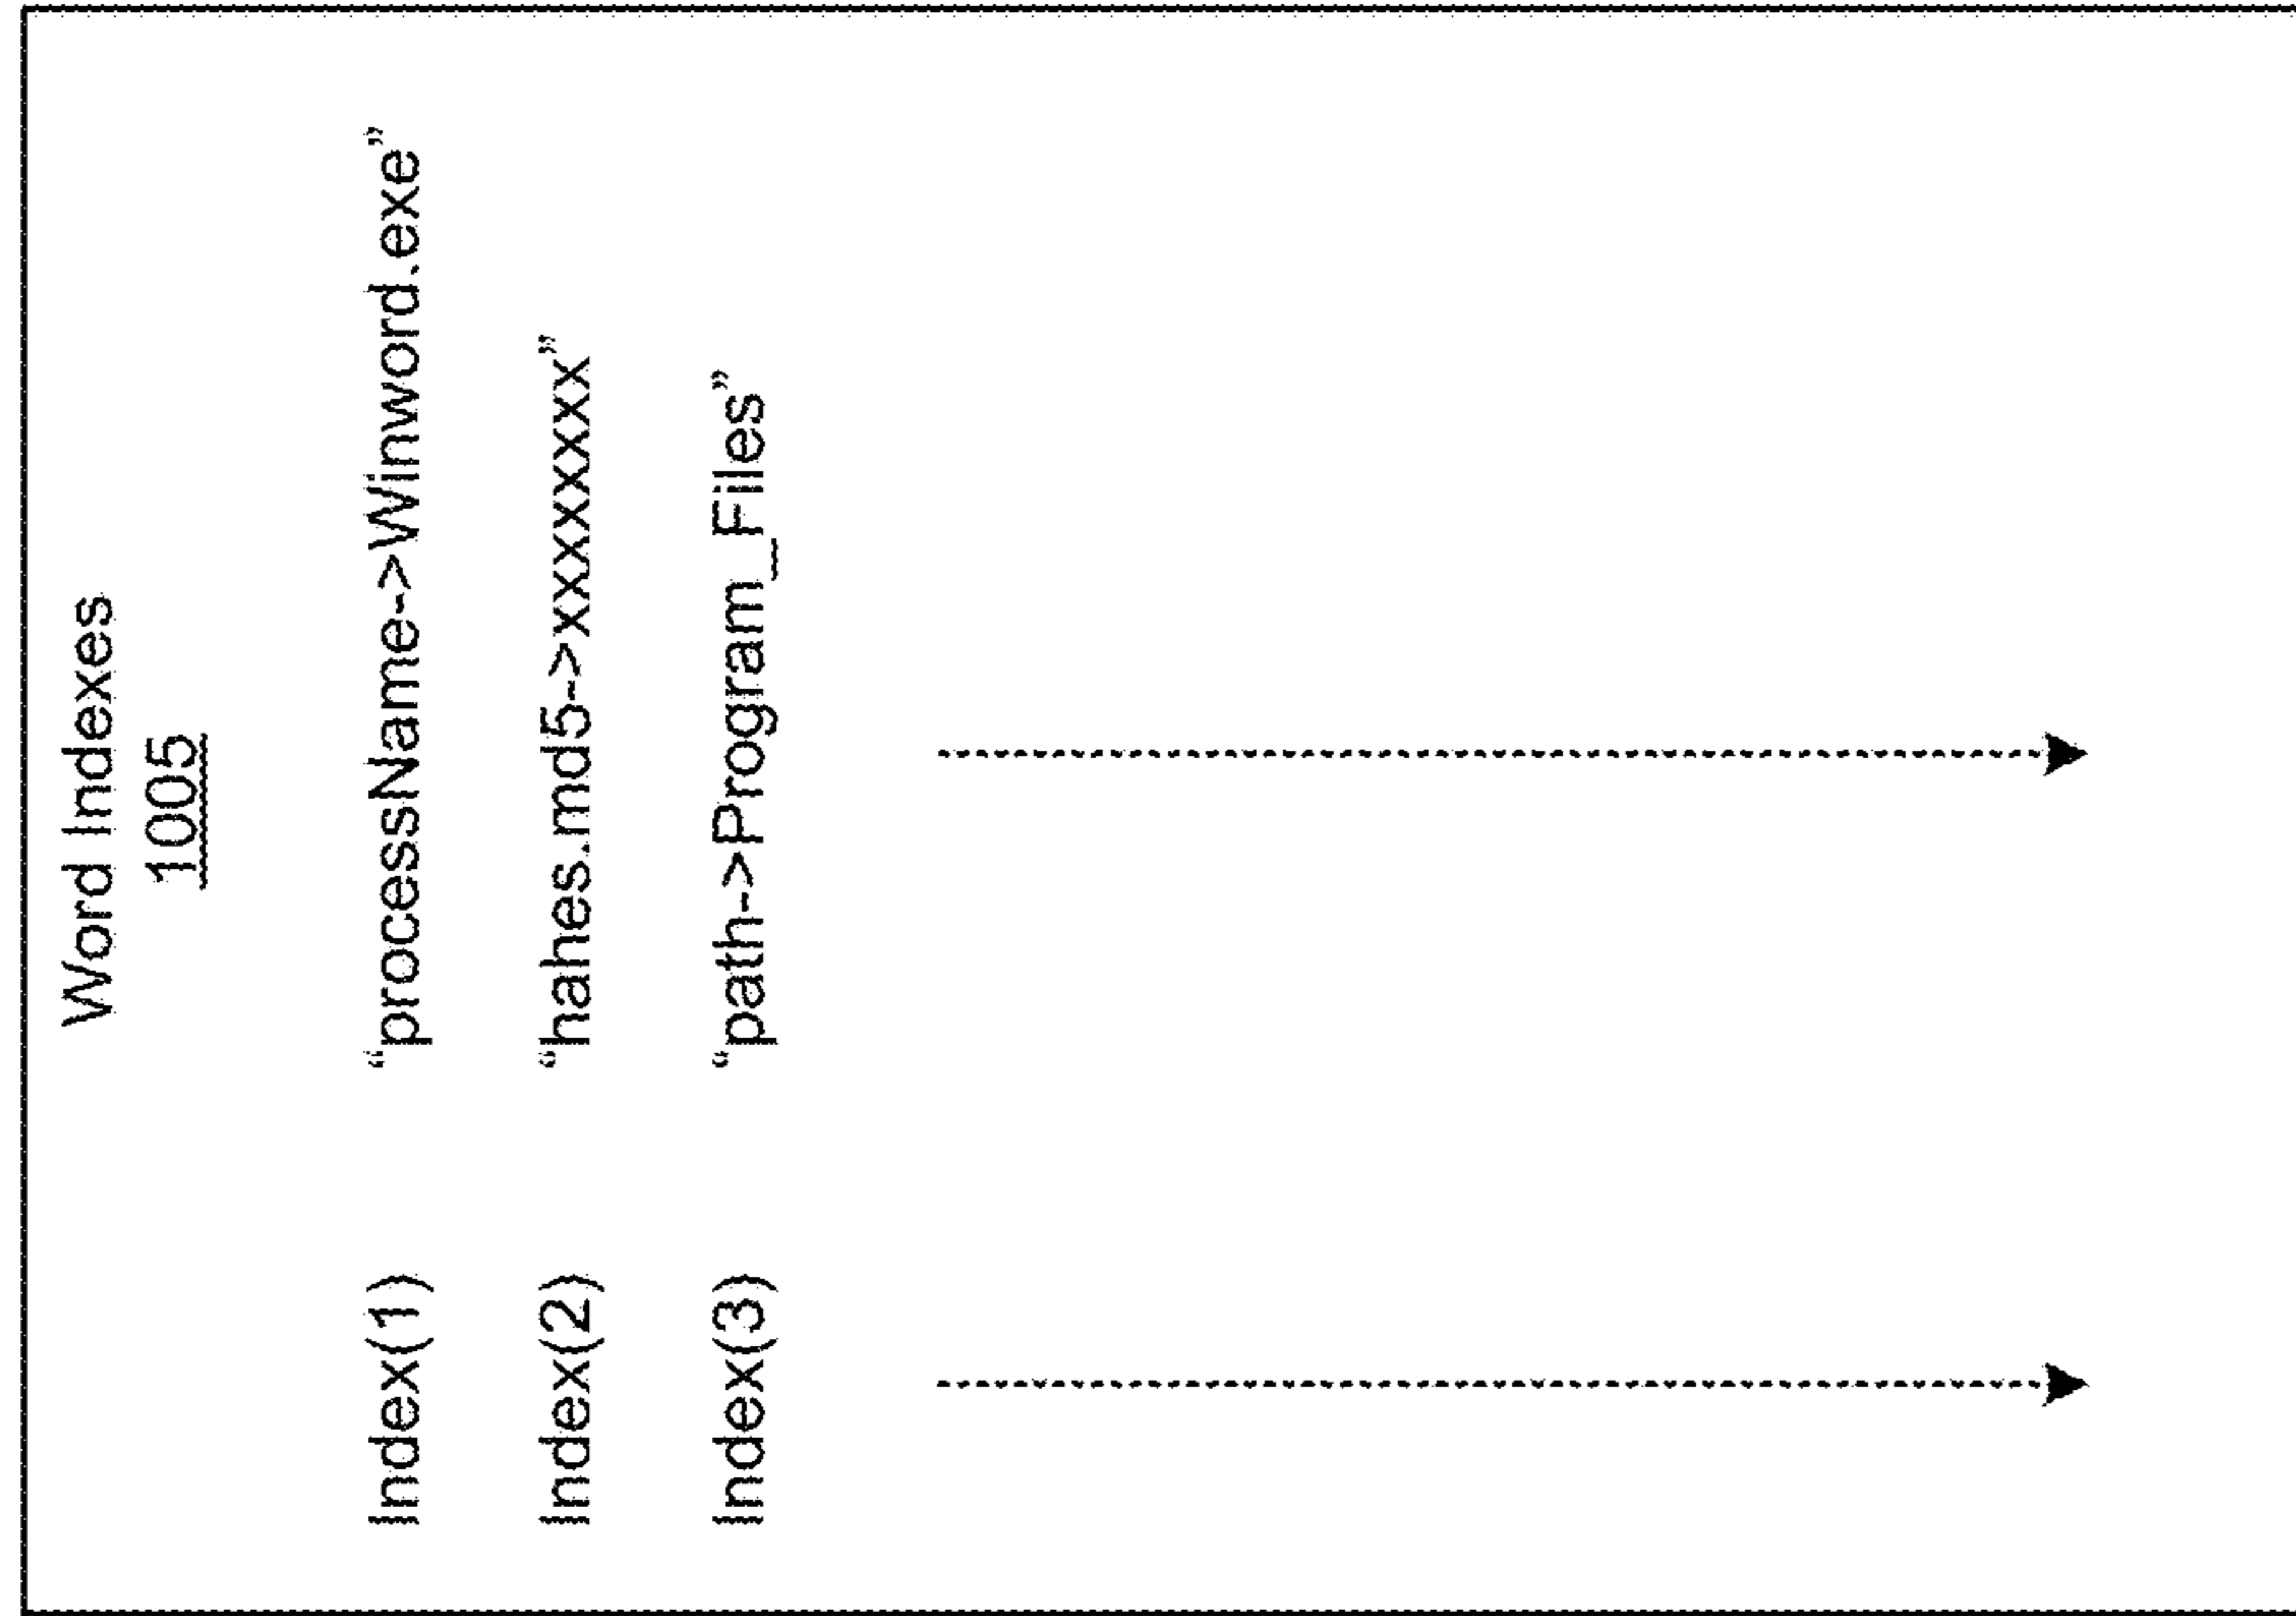 Word Indexes
1005
Index(1) “processName->Winword.exe”
Index(2) “hahes.md5->xxxxxxxx”
Index(3) “path->Program_Files”